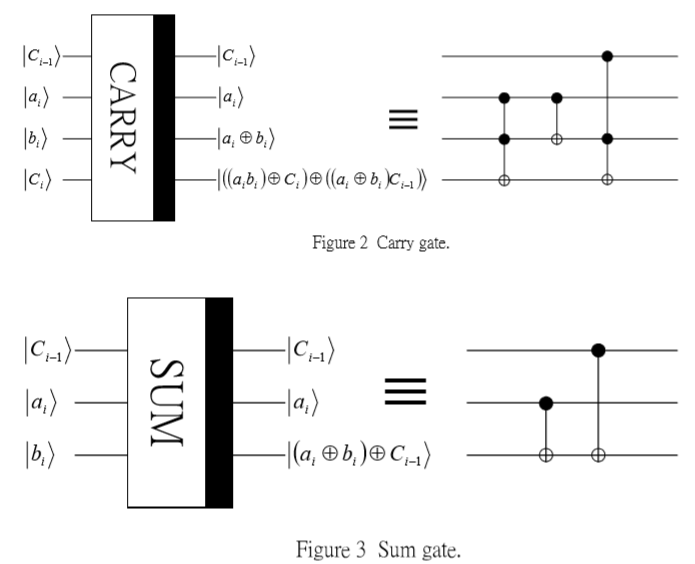 |C_{i-1}⟩ CARRY |C_{i-1}⟩
|a_i⟩ |a_i⟩
|b_i⟩ |a_i ⊕ b_i⟩
≡
|C_i⟩ |((a_i b_i) ⊕ C_i) ⊕ ((a_i ⊕ b_i)C_{i-1})⟩
Figure 2 Carry gate.
|C_{i-1}⟩ SUM |C_{i-1}⟩
|a_i⟩ |a_i⟩
≡
|b_i⟩ |(a_i ⊕ b_i) ⊕ C_{i-1}⟩
Figure 3 Sum gate.